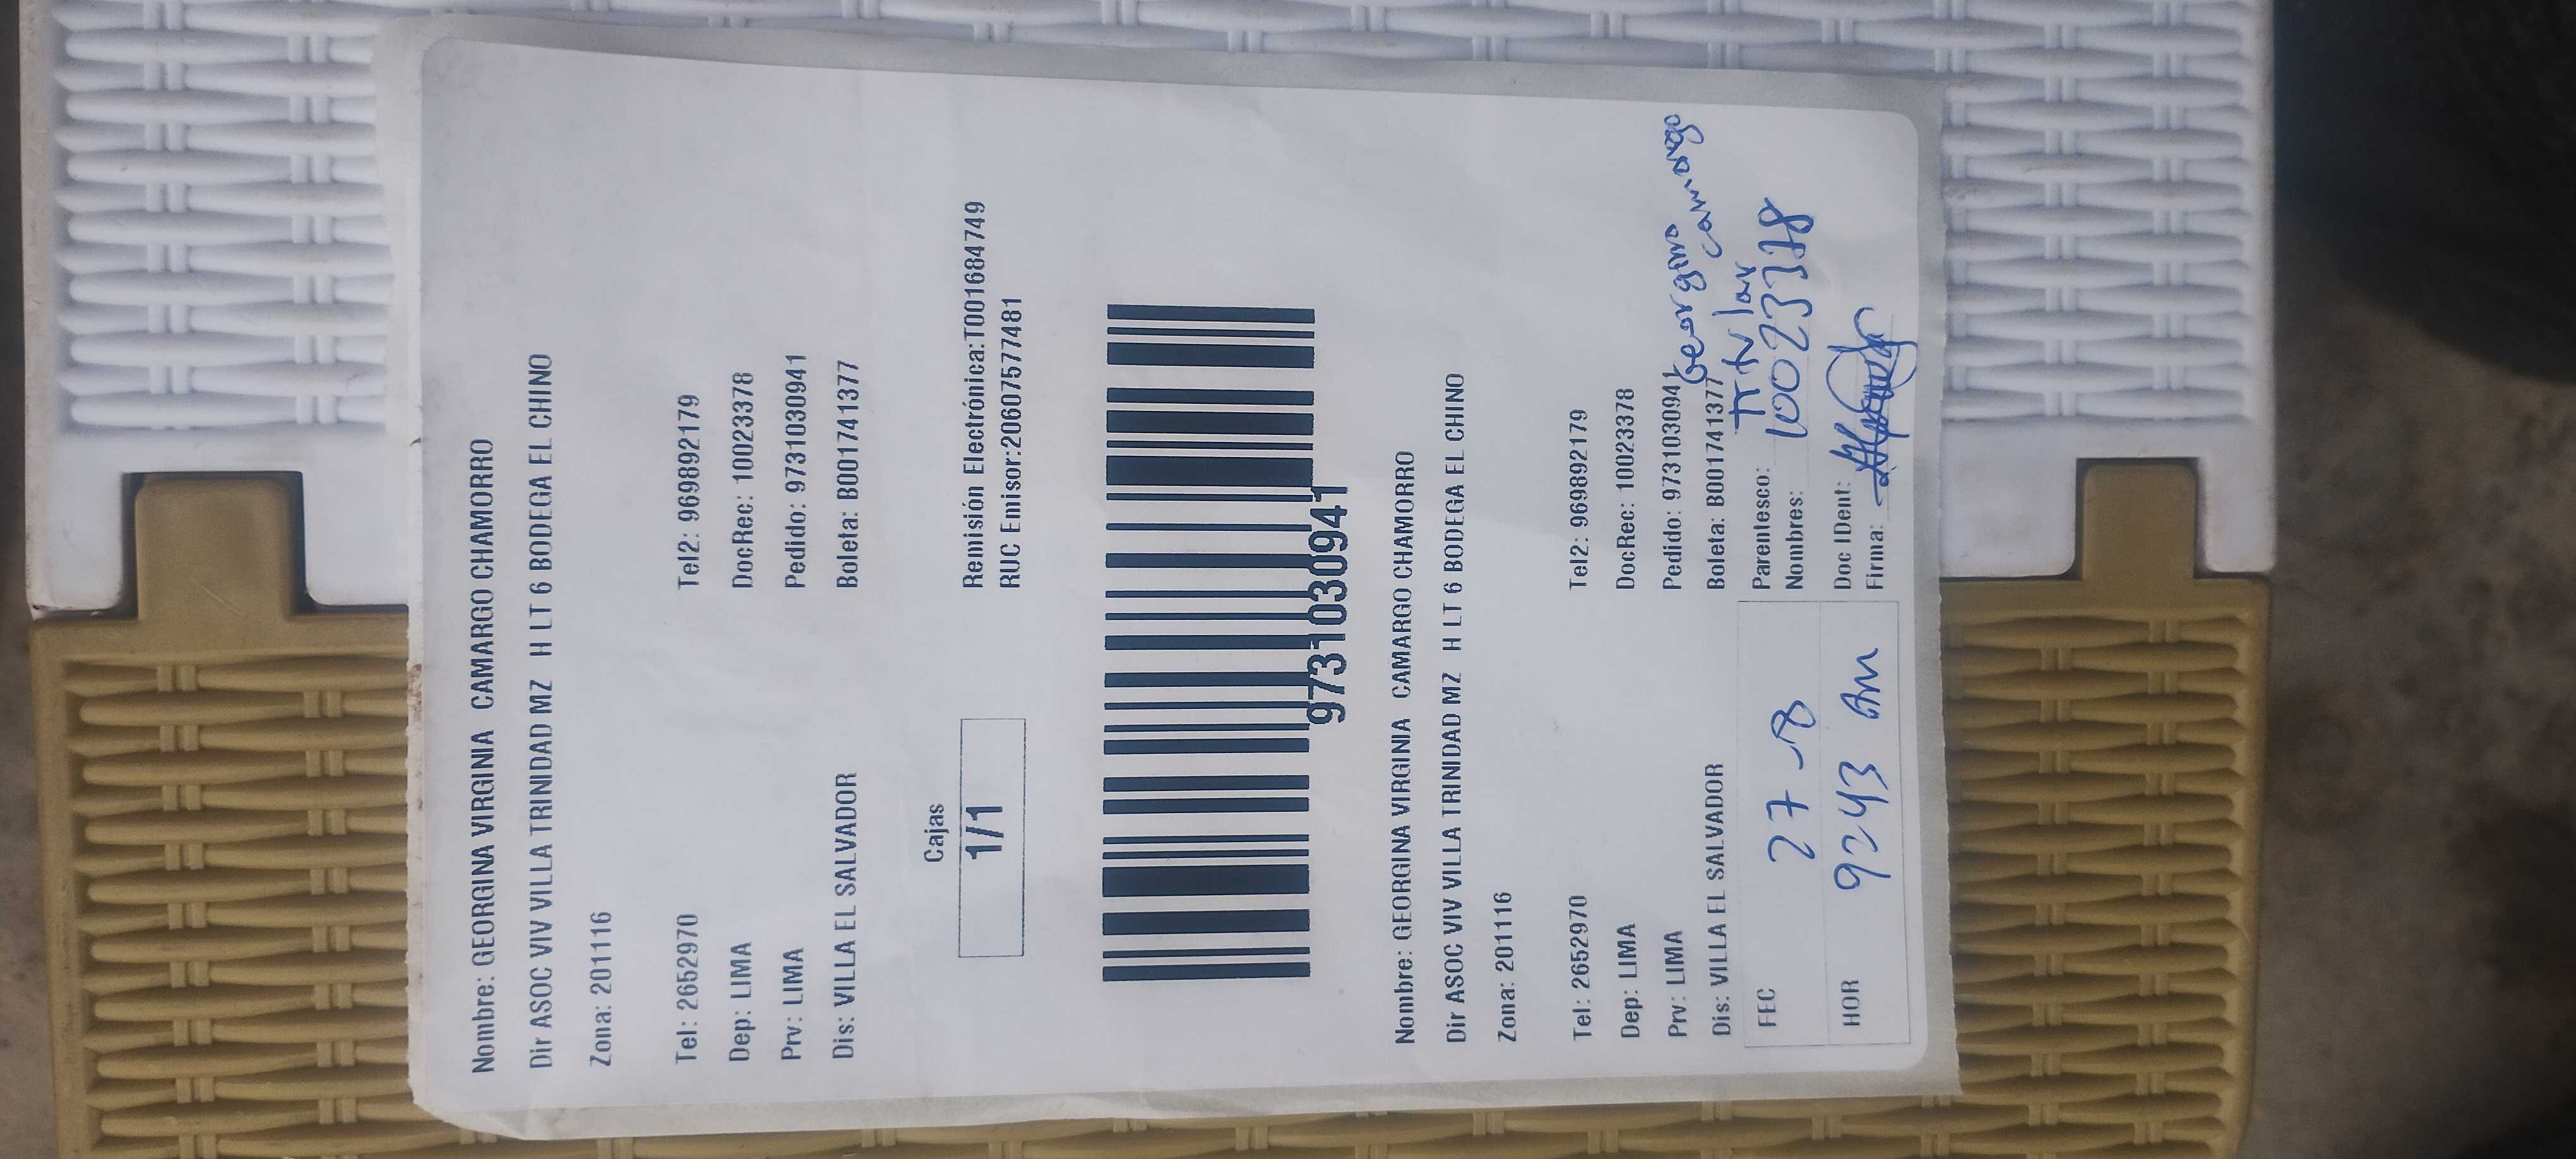 Nombre: GEORGINA VIRGINIA CAMARGO CHAMORRO
Dir ASOC VIV VILLA TRINIDAD MZ H LT 6 BODEGA EL CHINO
Zona: 201116
Tel: 2652970 Tel2: 969892179
Dep: LIMA DocRec: 10023378
Prv: LIMA Pedido: 9731030941
Dis: VILLA EL SALVADOR Boleta: B001741377
Cajas
1/1
Remisión Electrónica:T001684749
RUC Emisor:20607577481
9731030941
Nombre: GEORGINA VIRGINIA CAMARGO CHAMORRO
Dir ASOC VIV VILLA TRINIDAD MZ H LT 6 BODEGA EL CHINO
Zona: 201116
Tel: 2652970 Tel2: 969892179
Dep: LIMA DocRec: 10023378
Prv: LIMA Pedido: 9731030941
Dis: VILLA EL SALVADOR Boleta: B001741377
Georgina
camargo
FEC 27-8
Parentesco:
Nombres: 10023378
HOR 9:43 am
Doc IDent:
Firma: